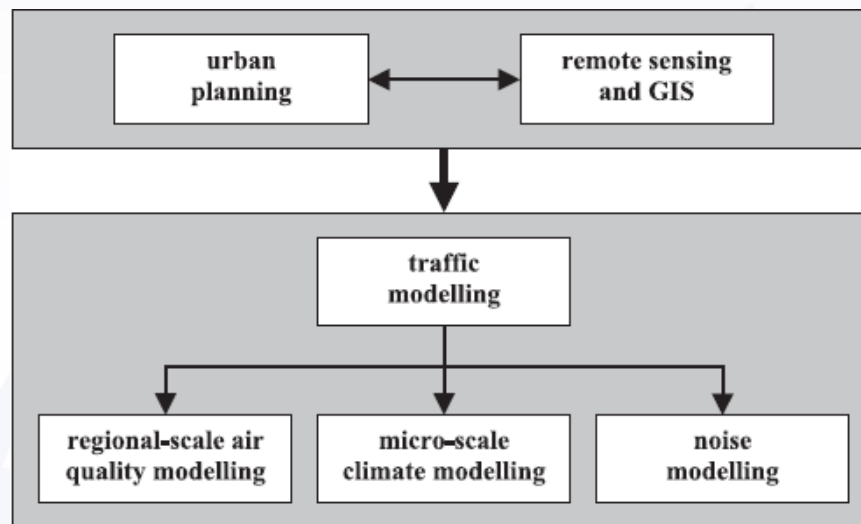 urban
planning
remote sensing
and GIS
traffic
modelling
regional-scale air
quality modelling
micro-scale
climate modelling
noise
modelling